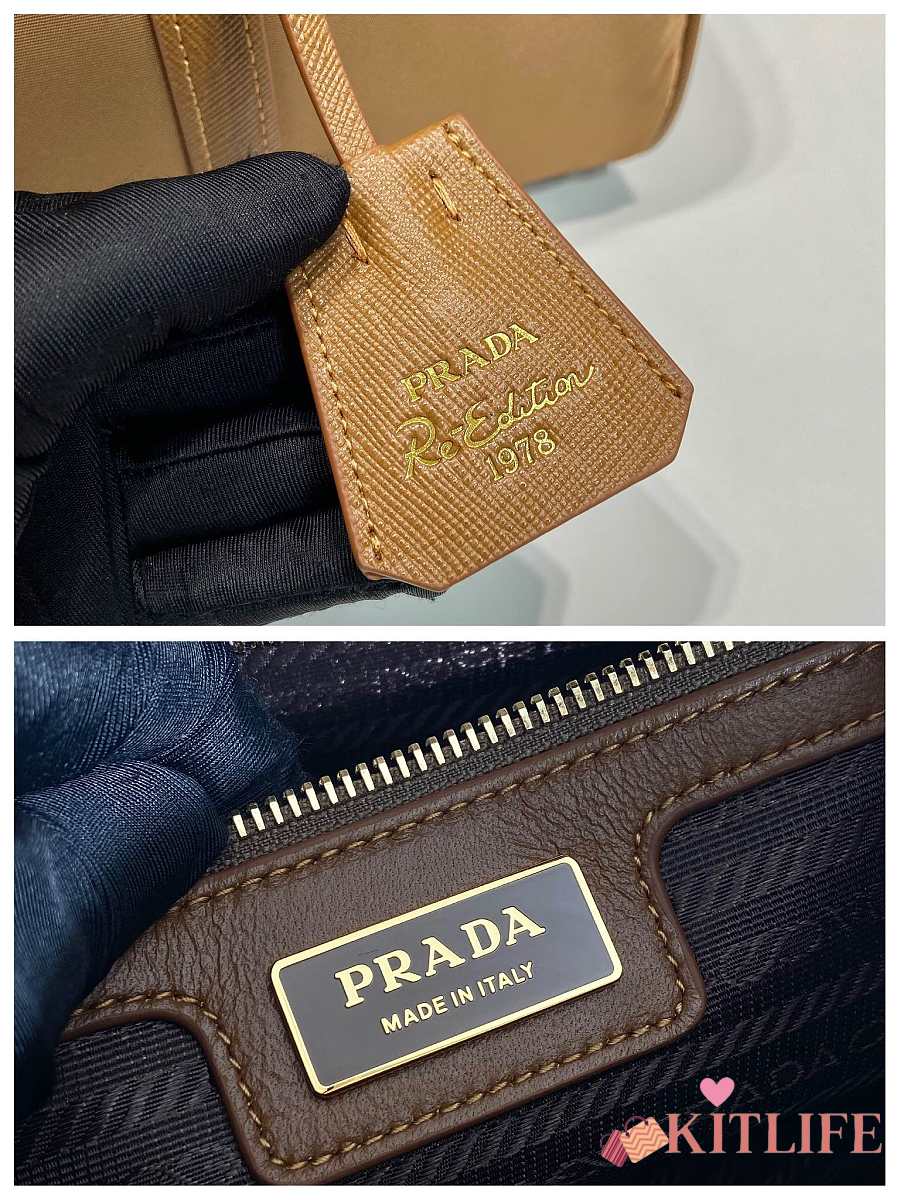 PRADA
Re-Edition
1978
PRADA
MADE IN ITALY
KITLIFE